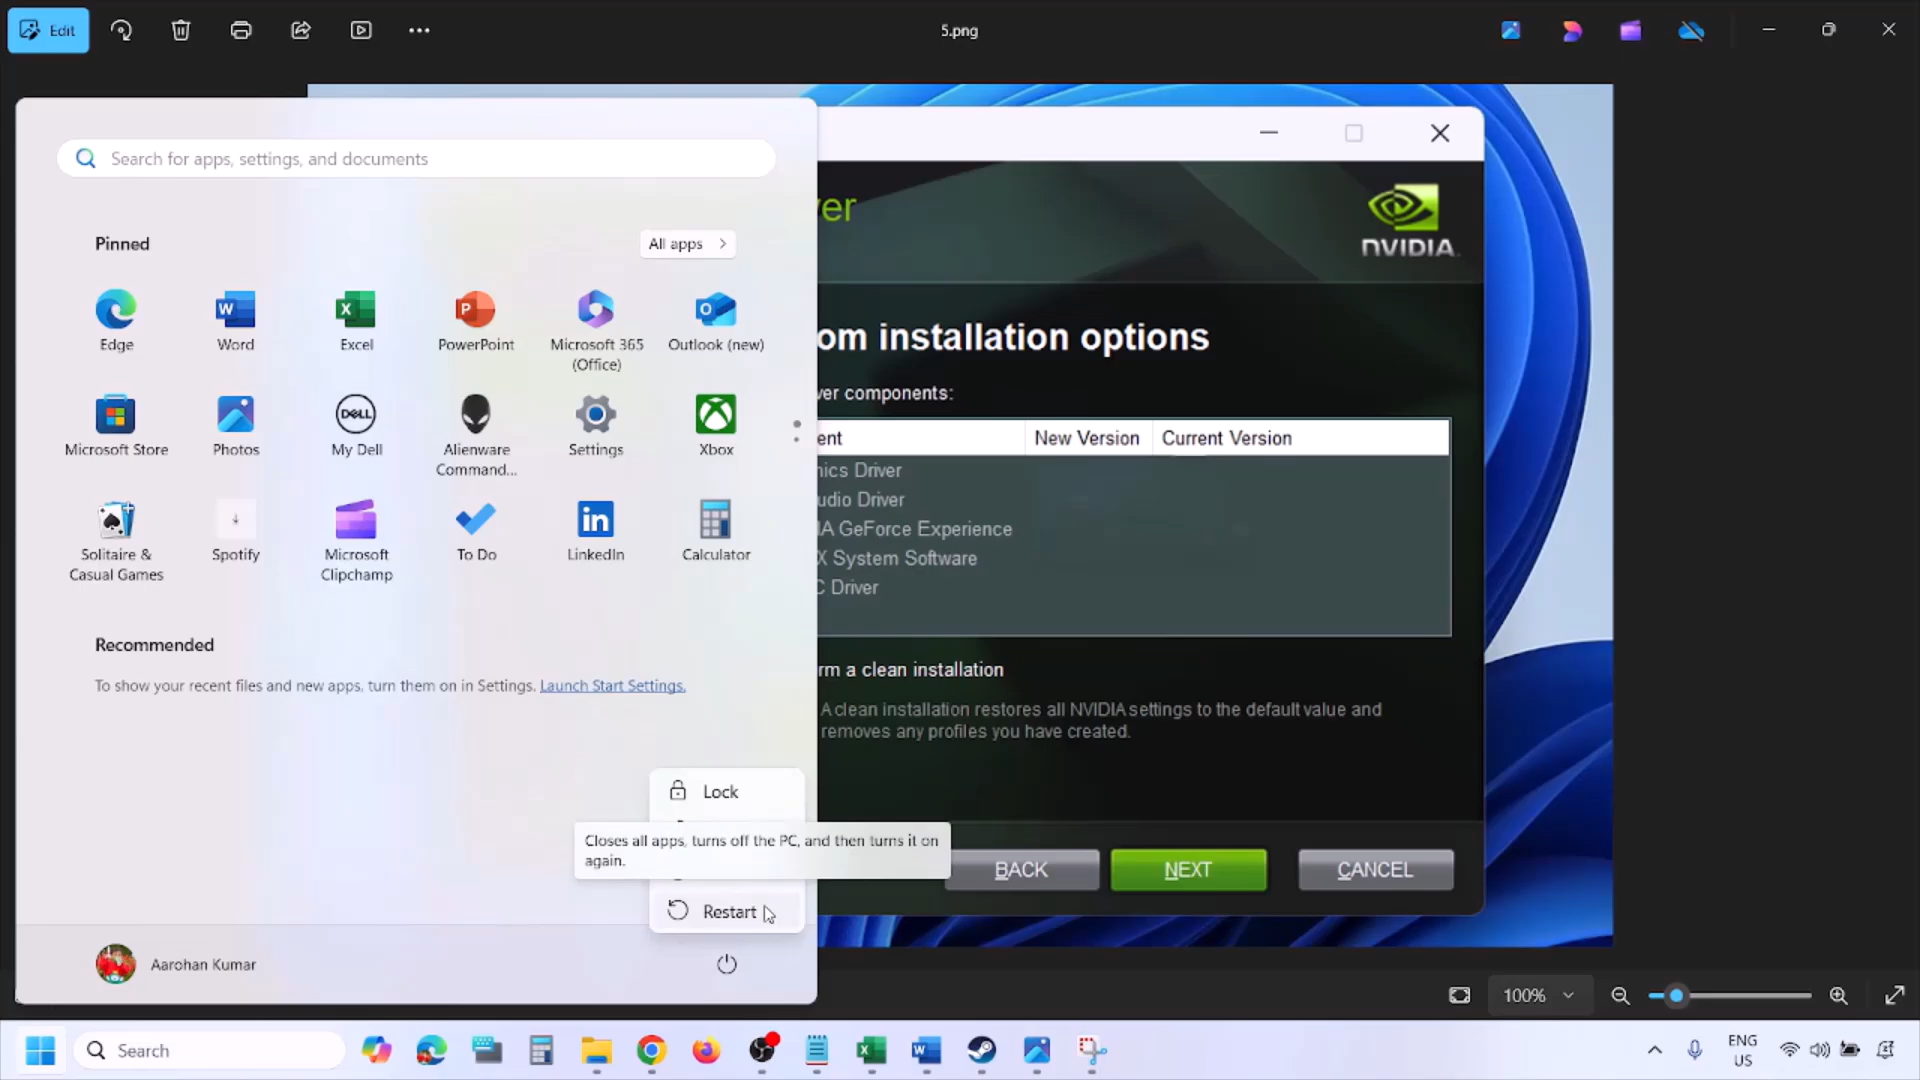 Edit
5.png
Search for apps, settings, and documents
Pinned
All apps
Edge
Word
Excel
PowerPoint
Microsoft 365
(Office)
Outlook (new)
Microsoft Store
Photos
DELL
My Dell
Alienware
Command...
Settings
Xbox
Solitaire &
Casual Games
Spotify
Microsoft
Clipchamp
To Do
in
LinkedIn
Calculator
Recommended
To show your recent files and new apps, turn them on in Settings. Launch Start Settings.
Lock
Closes all apps, turns off the PC, and then turns it on
again.
Restart
Aarohan Kumar
ver
NVIDIA.
om installation options
ver components:
ent
New Version
Current Version
nics Driver
udio Driver
IA GeForce Experience
X System Software
C Driver
rm a clean installation
A clean installation restores all NVIDIA settings to the default value and
removes any profiles you have created.
BACK
NEXT
CANCEL
100%
Search
ENG
US